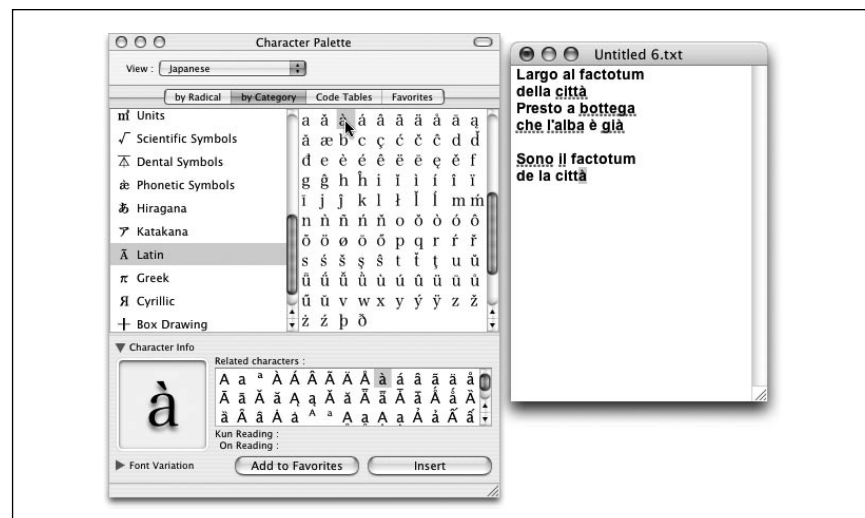 Character Palette
View : Japanese
by Radical by Category Code Tables Favorites
m² Units
√ Scientific Symbols
Dental Symbols
æ Phonetic Symbols
あ Hiragana
ア Katakana
Ā Latin
π Greek
Я Cyrillic
Box Drawing
a ă à á â ã ä å ā ą
æ b c ç ć č ĉ d
đ e è é ê ë ę ě f
g ĝ h ĥ i ì í î ï
ī j ĵ k l ł m
n ñ ń ň o ò ó ô
ö ø p q r ŕ ř
s ś š ş ŝ t ţ u ŭ
ù ú û ü ū
v w x y ý ÿ z ž
ż ź þ ð
Character Info
Related characters :
A a ª À Á Â Ã Ä Å à á â ã ä å
à
Kun Reading :
On Reading :
Font Variation
Add to Favorites
Insert
Untitled 6.txt
Largo al factotum
della città
Presto a bottega
che l'alba è già
Sono il factotum
de la città